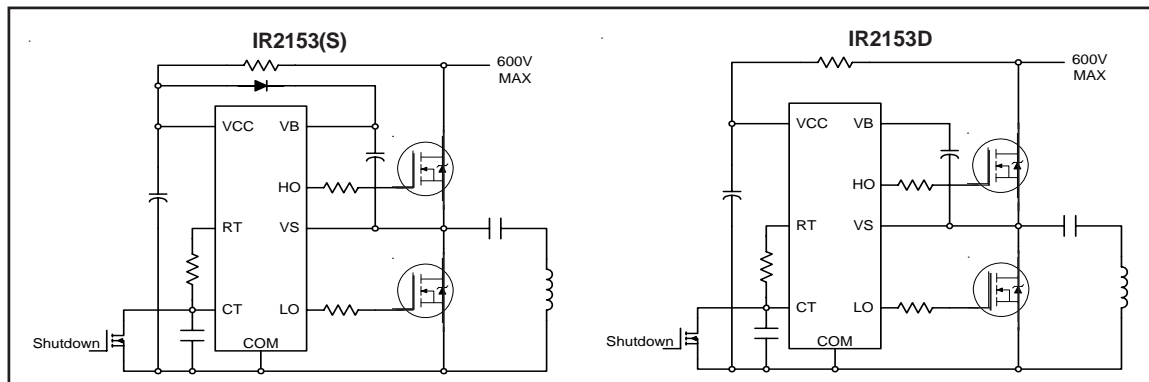 IR2153(S)
600V
MAX
VCC
VB
HO
RT
VS
CT
LO
COM
Shutdown
IR2153D
600V
MAX
VCC
VB
HO
RT
VS
CT
LO
COM
Shutdown